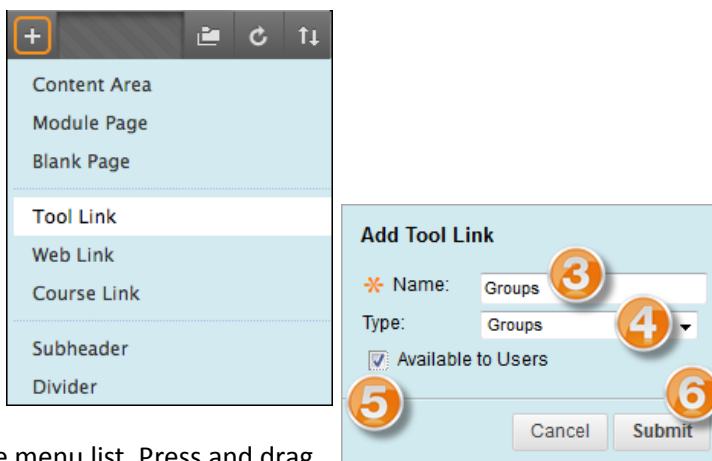 +
Content Area
Module Page
Blank Page
Tool Link
Web Link
Course Link
Subheader
Divider
Add Tool Link
Name: Groups 3
Type: Groups 4
Available to Users
5 6
Cancel Submit
menu list. Press and drag